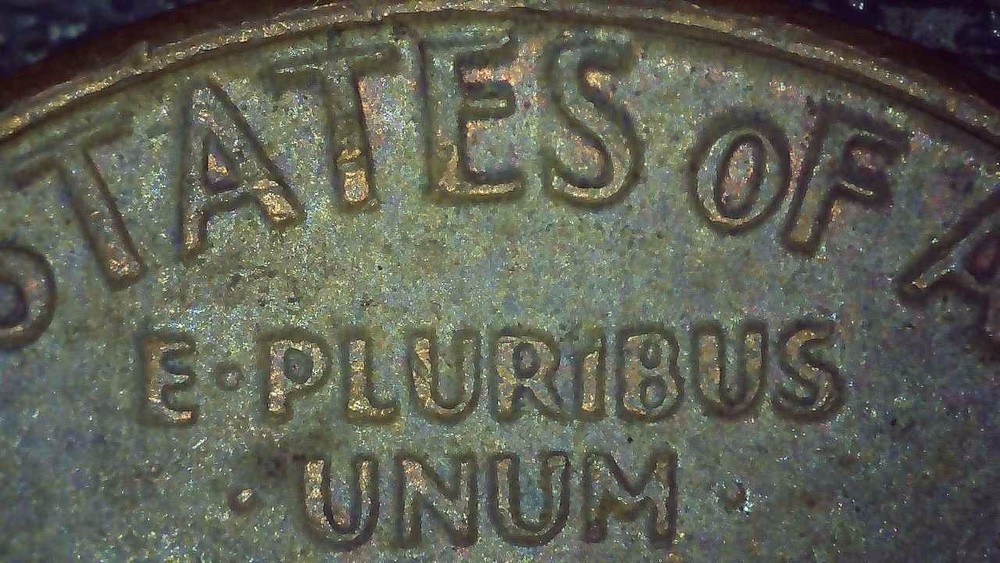 STATES OF A
E·PLURIBUS
·UNUM·